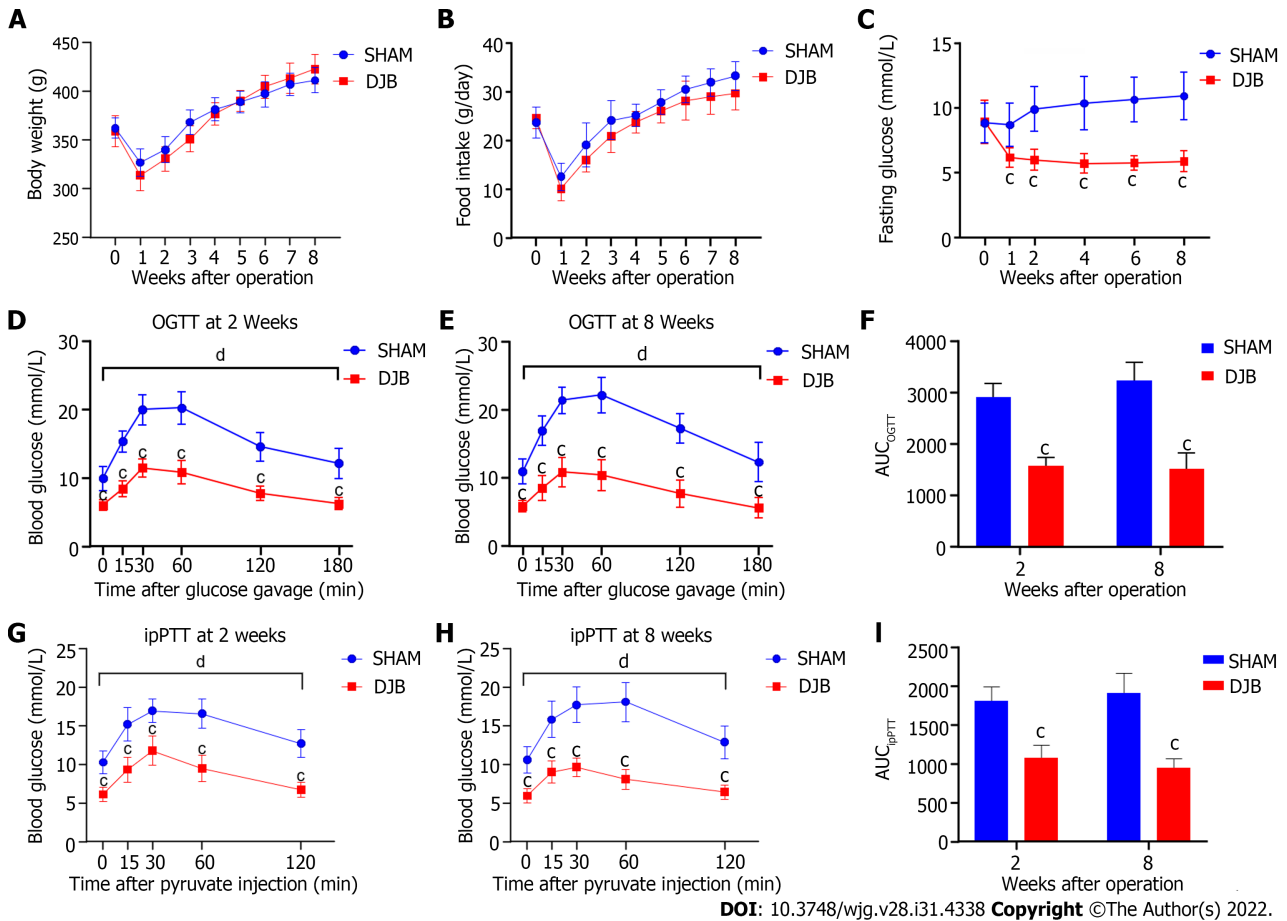 A
450
400
350
300
250
Body weight (g)
0 1 2 3 4 5 6 7 8
Weeks after operation
SHAM
DJB
B
40
30
20
10
0
Food intake (g/day)
0 1 2 3 4 5 6 7 8
Weeks after operation
SHAM
DJB
C
15
10
5
0
Fasting glucose (mmol/L)
c c c c c
0 1 2 4 6 8
Weeks after operation
SHAM
DJB
D
OGTT at 2 Weeks
30
20
10
0
Blood glucose (mmol/L)
d
c c c c c c
0 15 30 60 120 180
Time after glucose gavage (min)
SHAM
DJB
E
OGTT at 8 Weeks
30
20
10
0
Blood glucose (mmol/L)
d
c c c c c c
0 15 30 60 120 180
Time after glucose gavage (min)
SHAM
DJB
F
4000
3000
2000
1000
0
AUCOGTT
c c
2 8
Weeks after operation
SHAM
DJB
G
ipPTT at 2 weeks
25
20
15
10
5
0
Blood glucose (mmol/L)
d
c c c c c
0 15 30 60 120
Time after pyruvate injection (min)
SHAM
DJB
H
ipPTT at 8 weeks
25
20
15
10
5
0
Blood glucose (mmol/L)
d
c c c c c
0 15 30 60 120
Time after pyruvate injection (min)
SHAM
DJB
I
2500
2000
1500
1000
500
0
AUCipPTT
c c
2 8
Weeks after operation
SHAM
DJB
DOI: 10.3748/wjg.v28.i31.4338 Copyright ©The Author(s) 2022.